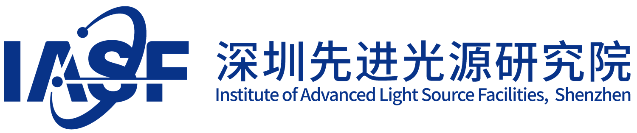 IASF
深圳先进光源研究院
Institute of Advanced Light Source Facilities, Shenzhen